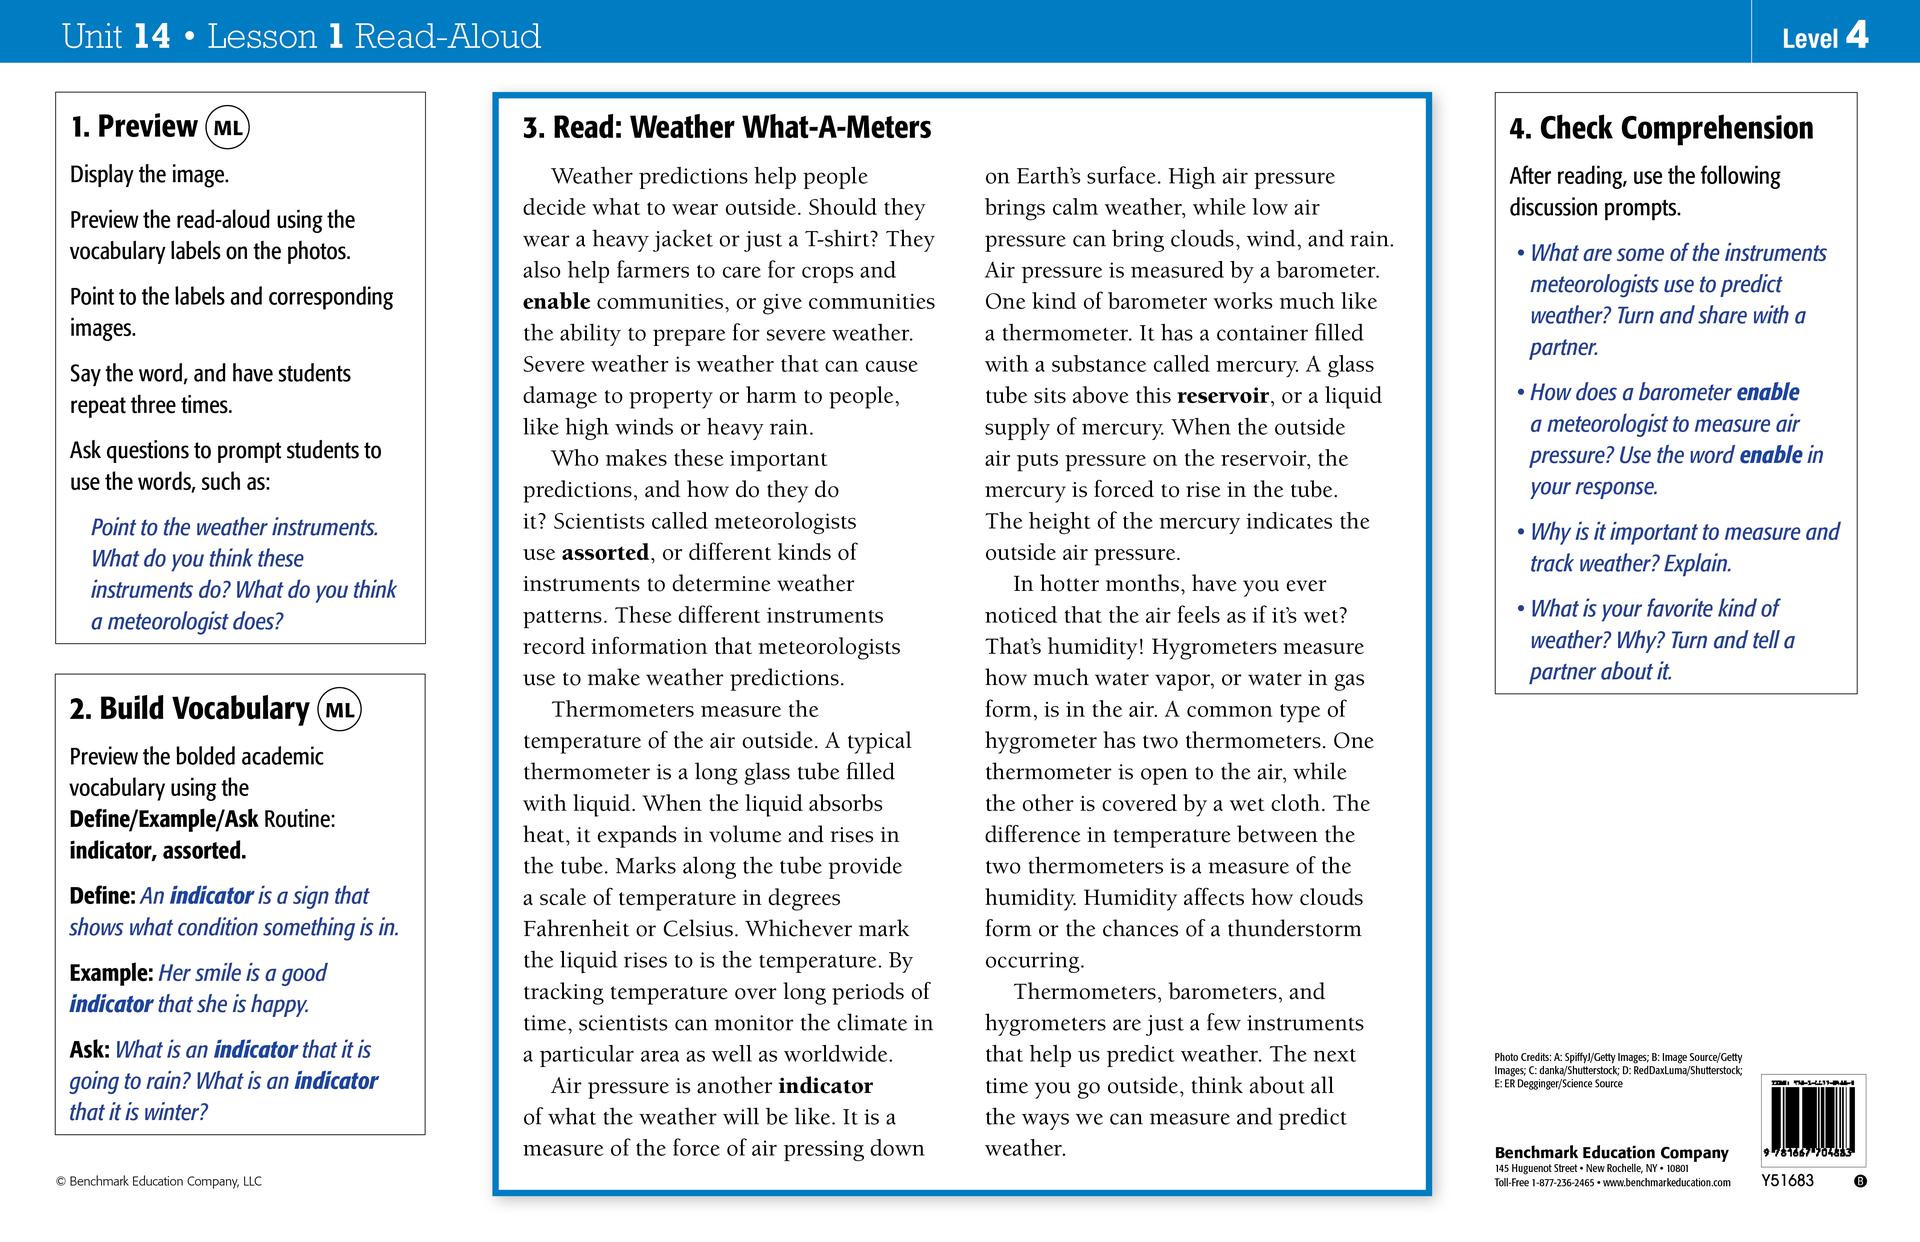 Unit 14 • Lesson 1 Read-Aloud
Level 4
1. Preview ML
Display the image.
Preview the read-aloud using the
vocabulary labels on the photos.
Point to the labels and corresponding
images.
Say the word, and have students
repeat three times.
Ask questions to prompt students to
use the words, such as:
Point to the weather instruments.
What do you think these
instruments do? What do you think
a meteorologist does?
2. Build Vocabulary ML
Preview the bolded academic
vocabulary using the
Define/Example/Ask Routine:
indicator, assorted.
Define: An indicator is a sign that
shows what condition something is in.
Example: Her smile is a good
indicator that she is happy.
Ask: What is an indicator that it is
going to rain? What is an indicator
that it is winter?
© Benchmark Education Company, LLC
3. Read: Weather What-A-Meters
Weather predictions help people
decide what to wear outside. Should they
wear a heavy jacket or just a T-shirt? They
also help farmers to care for crops and
enable communities, or give communities
the ability to prepare for severe weather.
Severe weather is weather that can cause
damage to property or harm to people,
like high winds or heavy rain.
Who makes these important
predictions, and how do they do
it? Scientists called meteorologists
use assorted, or different kinds of
instruments to determine weather
patterns. These different instruments
record information that meteorologists
use to make weather predictions.
Thermometers measure the
temperature of the air outside. A typical
thermometer is a long glass tube filled
with liquid. When the liquid absorbs
heat, it expands in volume and rises in
the tube. Marks along the tube provide
a scale of temperature in degrees
Fahrenheit or Celsius. Whichever mark
the liquid rises to is the temperature. By
tracking temperature over long periods of
time, scientists can monitor the climate in
a particular area as well as worldwide.
Air pressure is another indicator
of what the weather will be like. It is a
measure of the force of air pressing down
on Earth's surface. High air pressure
brings calm weather, while low air
pressure can bring clouds, wind, and rain.
Air pressure is measured by a barometer.
One kind of barometer works much like
a thermometer. It has a container filled
with a substance called mercury. A glass
tube sits above this reservoir, or a liquid
supply of mercury. When the outside
air puts pressure on the reservoir, the
mercury is forced to rise in the tube.
The height of the mercury indicates the
outside air pressure.
In hotter months, have you ever
noticed that the air feels as if it's wet?
That's humidity! Hygrometers measure
how much water vapor, or water in gas
form, is in the air. A common type of
hygrometer has two thermometers. One
thermometer is open to the air, while
the other is covered by a wet cloth. The
difference in temperature between the
two thermometers is a measure of the
humidity. Humidity affects how clouds
form or the chances of a thunderstorm
occurring.
Thermometers, barometers, and
hygrometers are just a few instruments
that help us predict weather. The next
time you go outside, think about all
the ways we can measure and predict
weather.
4. Check Comprehension
After reading, use the following
discussion prompts.
• What are some of the instruments
meteorologists use to predict
weather? Turn and share with a
partner.
• How does a barometer enable
a meteorologist to measure air
pressure? Use the word enable in
your response.
• Why is it important to measure and
track weather? Explain.
• What is your favorite kind of
weather? Why? Turn and tell a
partner about it.
Photo Credits: A: SpiffyJ/Getty Images; B: Image Source/Getty
Images; C: danka/Shutterstock; D: RedDaxLuma/Shutterstock;
E: ER Degginger/Science Source
Benchmark Education Company
145 Huguenot Street • New Rochelle, NY • 10801
Toll-Free 1-877-236-2465 • www.benchmarkeducation.com
Y51683
B